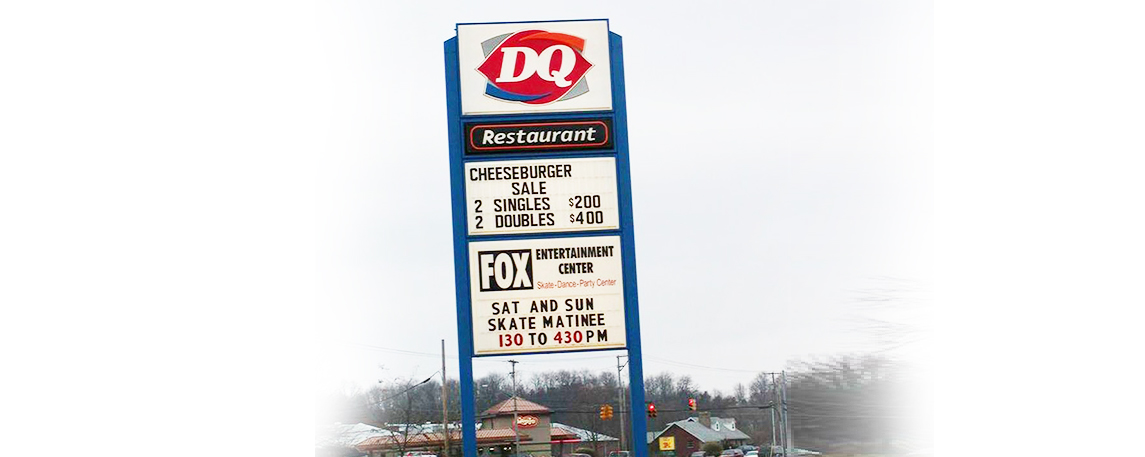 DQ
Restaurant
CHEESEBURGER
SALE
2 SINGLES $200
2 DOUBLES $400
FOX
ENTERTAINMENT
CENTER
Skate-Dance-Party Center
SAT AND SUN
SKATE MATINEE
130 TO 430 PM